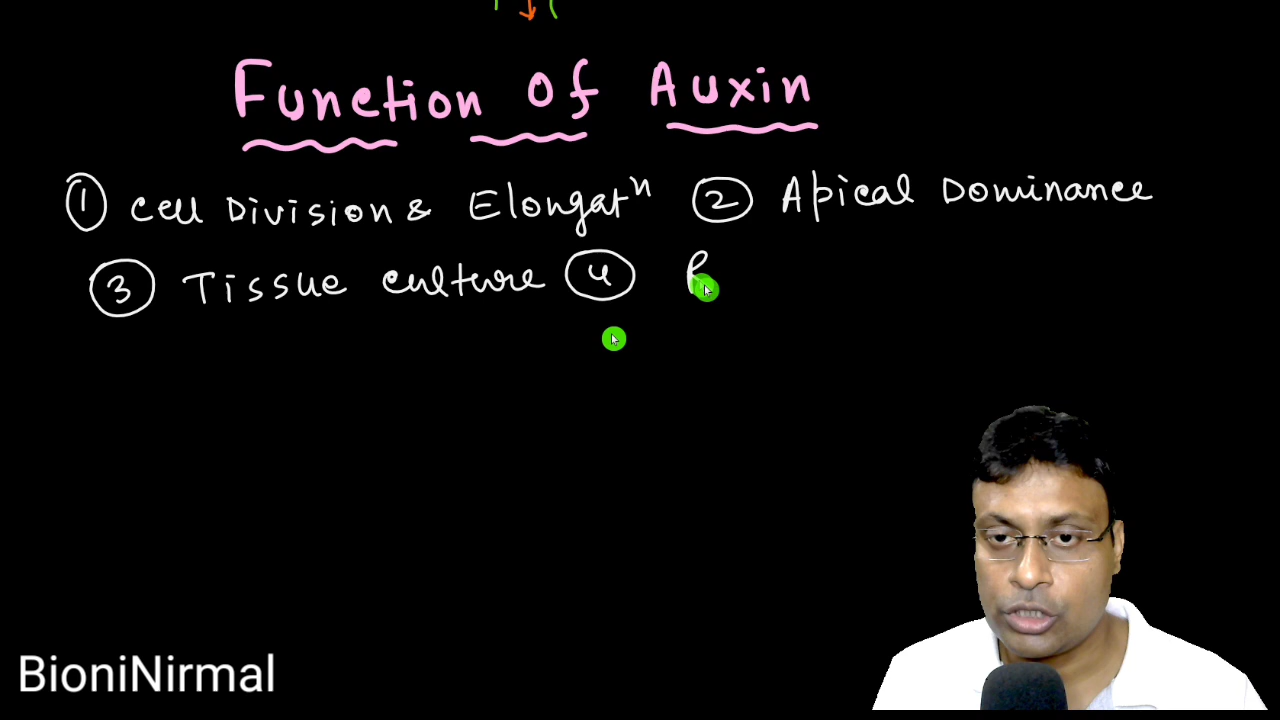 Function Of Auxin
① Cell Division & Elongatⁿ ② Apical Dominance
③ Tissue culture ④
BioniNirmal